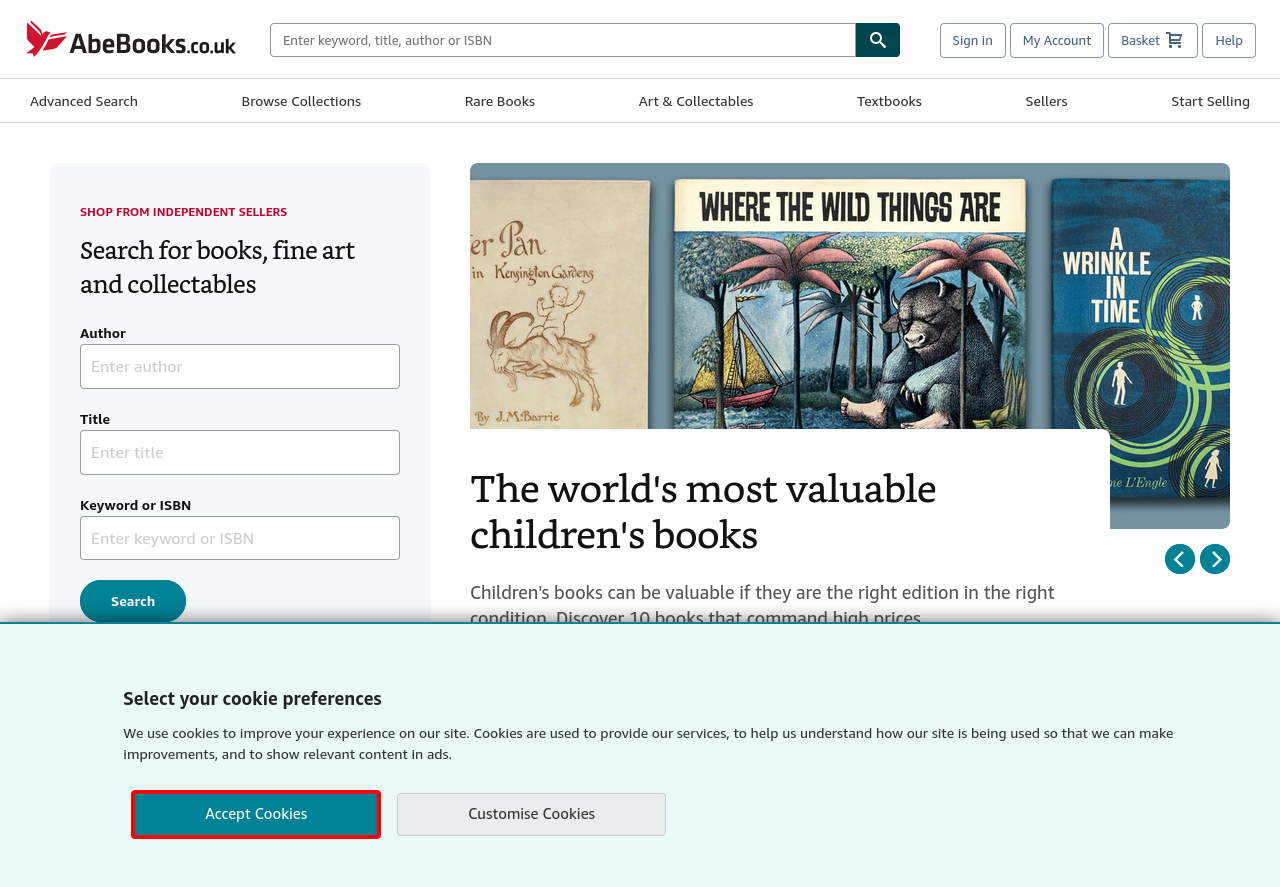 AbeBooks.co.uk
Enter keyword, title, author or ISBN
Sign in
My Account
Basket
Help
Advanced Search
Browse Collections
Rare Books
Art & Collectables
Textbooks
Sellers
Start Selling
SHOP FROM INDEPENDENT SELLERS
Search for books, fine art
and collectables
Author
Enter author
Title
Enter title
Keyword or ISBN
Enter keyword or ISBN
Search
ter Pan
in Kensington Gardens
By J.M.Barrie
WHERE THE WILD THINGS ARE
A
WRINKLE
IN
TIME
ne L'Engle
The world's most valuable
children's books
Children's books can be valuable if they are the right edition in the right
condition. Discover 10 books that command high prices.
Select your cookie preferences
We use cookies to improve your experience on our site. Cookies are used to provide our services, to help us understand how our site is being used so that we can make
improvements, and to show relevant content in ads.
Accept Cookies
Customise Cookies